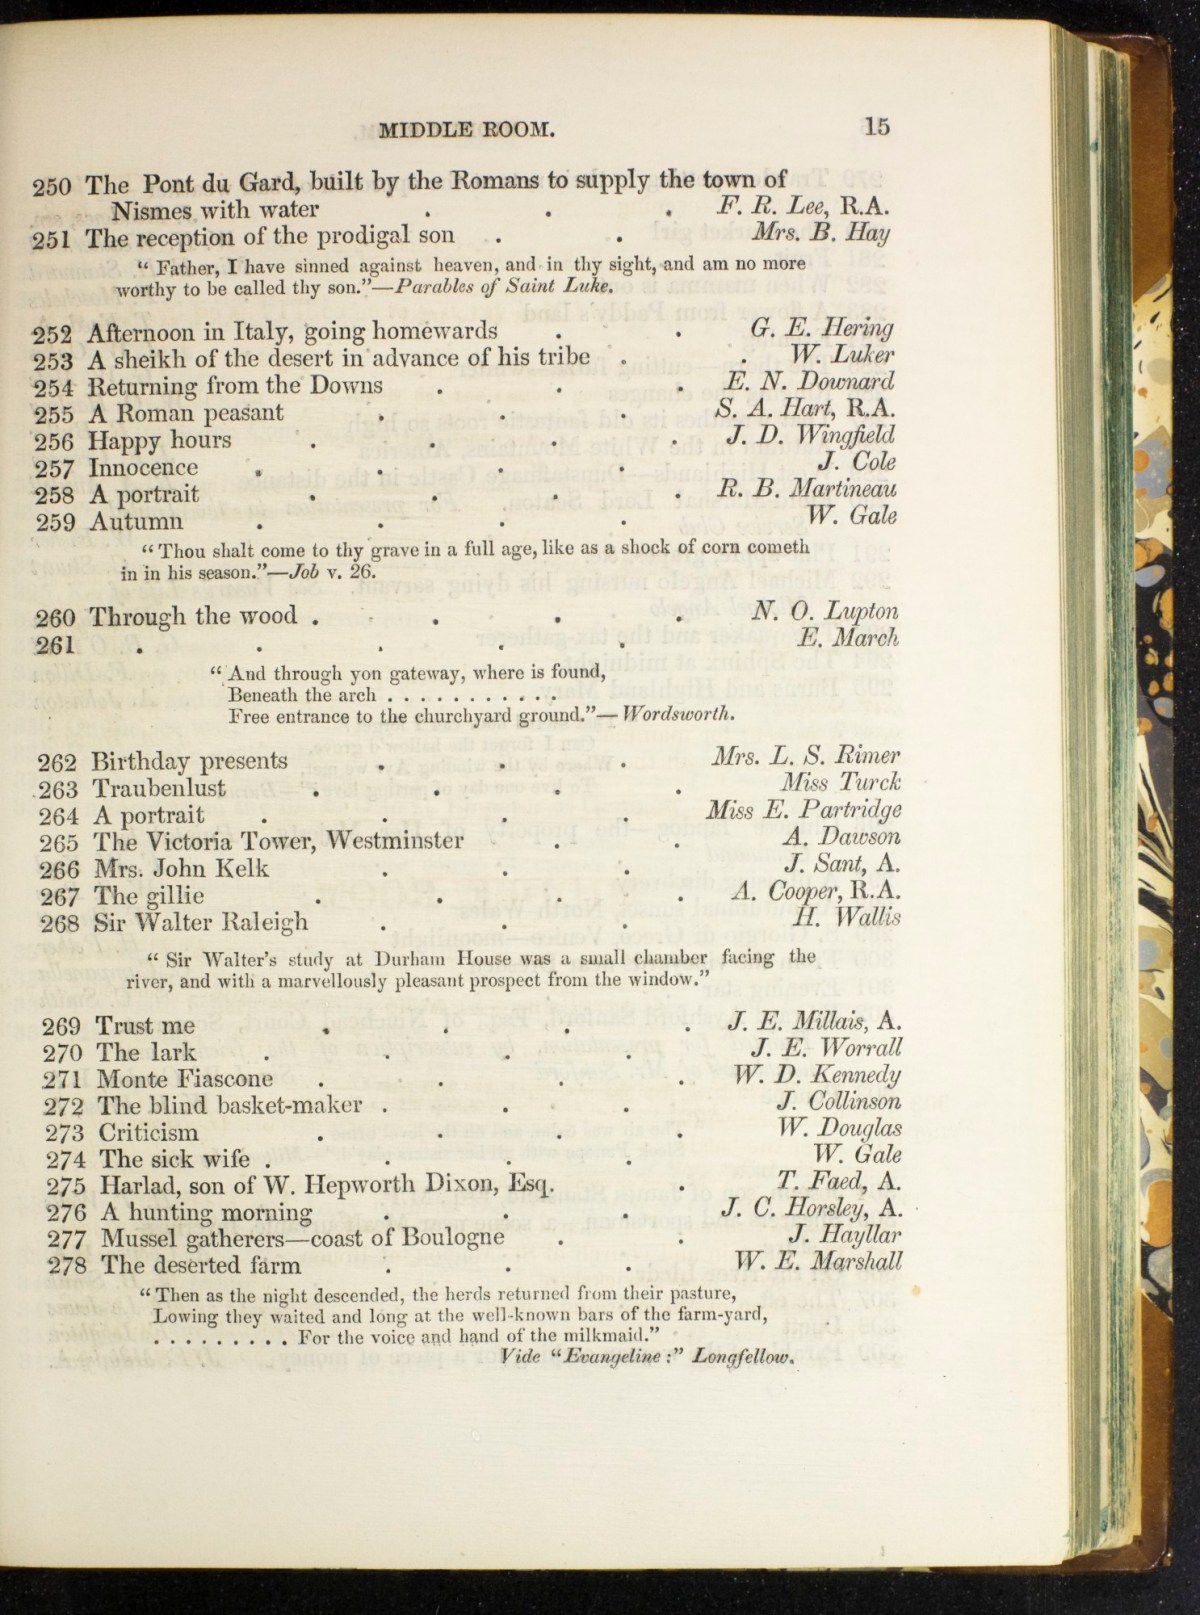 MIDDLE ROOM. 15
250 The Pont du Gard, built by the Romans to supply the town of
Nismes with water . . . F. R. Lee, R.A.
251 The reception of the prodigal son . . Mrs. B. Hay
“ Father, I have sinned against heaven, and in thy sight, and am no more
worthy to be called thy son.”—Parables of Saint Luke.
252 Afternoon in Italy, going homewards . . G. E. Hering
253 A sheikh of the desert in advance of his tribe . . W. Luker
254 Returning from the Downs . . . E. N. Downard
255 A Roman peasant . . . S. A. Hart, R.A.
256 Happy hours . . . . J. D. Wingfield
257 Innocence . . . . J. Cole
258 A portrait . . . . R. B. Martineau
259 Autumn . . . . W. Gale
“ Thou shalt come to thy grave in a full age, like as a shock of corn cometh
in in his season.”—Job v. 26.
260 Through the wood . . . . N. O. Lupton
261 . . . . . E. March
“ And through yon gateway, where is found,
Beneath the arch . . . . . . . . . . .
Free entrance to the churchyard ground.”—Wordsworth.
262 Birthday presents . . . Mrs. L. S. Rimer
263 Traubenlust . . . . Miss Turck
264 A portrait . . . . Miss E. Partridge
265 The Victoria Tower, Westminster . . A. Dawson
266 Mrs. John Kelk . . . J. Sant, A.
267 The gillie . . . . A. Cooper, R.A.
268 Sir Walter Raleigh . . . H. Wallis
“ Sir Walter’s study at Durham House was a small chamber facing the
river, and with a marvellously pleasant prospect from the window.”
269 Trust me . . . . J. E. Millais, A.
270 The lark . . . . J. E. Worrall
271 Monte Fiascone . . . . W. D. Kennedy
272 The blind basket-maker . . . J. Collinson
273 Criticism . . . . W. Douglas
274 The sick wife . . . . W. Gale
275 Harlad, son of W. Hepworth Dixon, Esq. . T. Faed, A.
276 A hunting morning . . . J. C. Horsley, A.
277 Mussel gatherers—coast of Boulogne . . J. Hayllar
278 The deserted farm . . . W. E. Marshall
“ Then as the night descended, the herds returned from their pasture,
Lowing they waited and long at the well-known bars of the farm-yard,
. . . . . . . . . For the voice and hand of the milkmaid.”
Vide “Evangeline :” Longfellow.